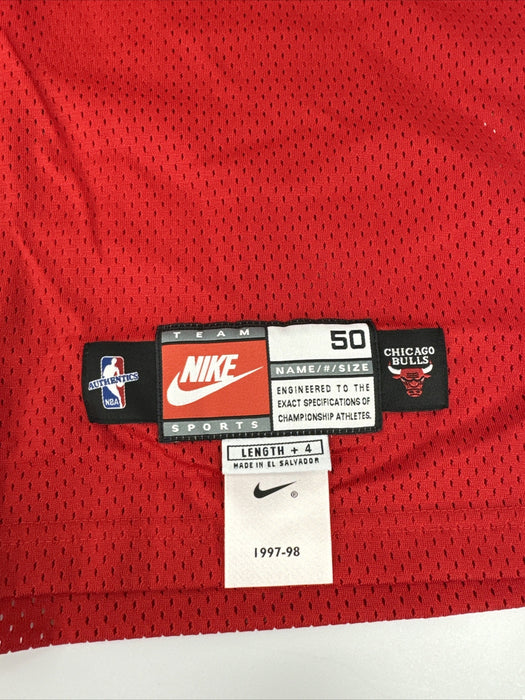 AUTHENTICS
NBA
TEAM
NIKE
SPORTS
50
NAME/#/SIZE
ENGINEERED TO THE
EXACT SPECIFICATIONS OF
CHAMPIONSHIP ATHLETES.
CHICAGO
BULLS
LENGTH + 4
MADE IN EL SALVADOR
®
1997-98